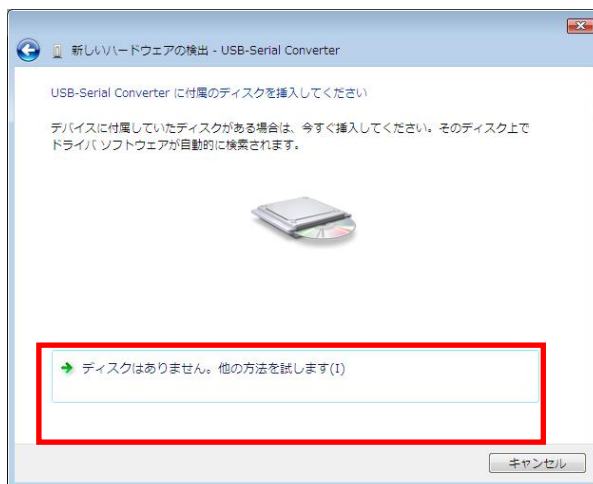 新しいハードウェアの検出 - USB-Serial Converter
USB-Serial Converter に付属のディスクを挿入してください
デバイスに付属していたディスクがある場合は、今すぐ挿入してください。そのディスク上で
ドライバ ソフトウェアが自動的に検索されます。
ディスクはありません。他の方法を試します(I)
キャンセル